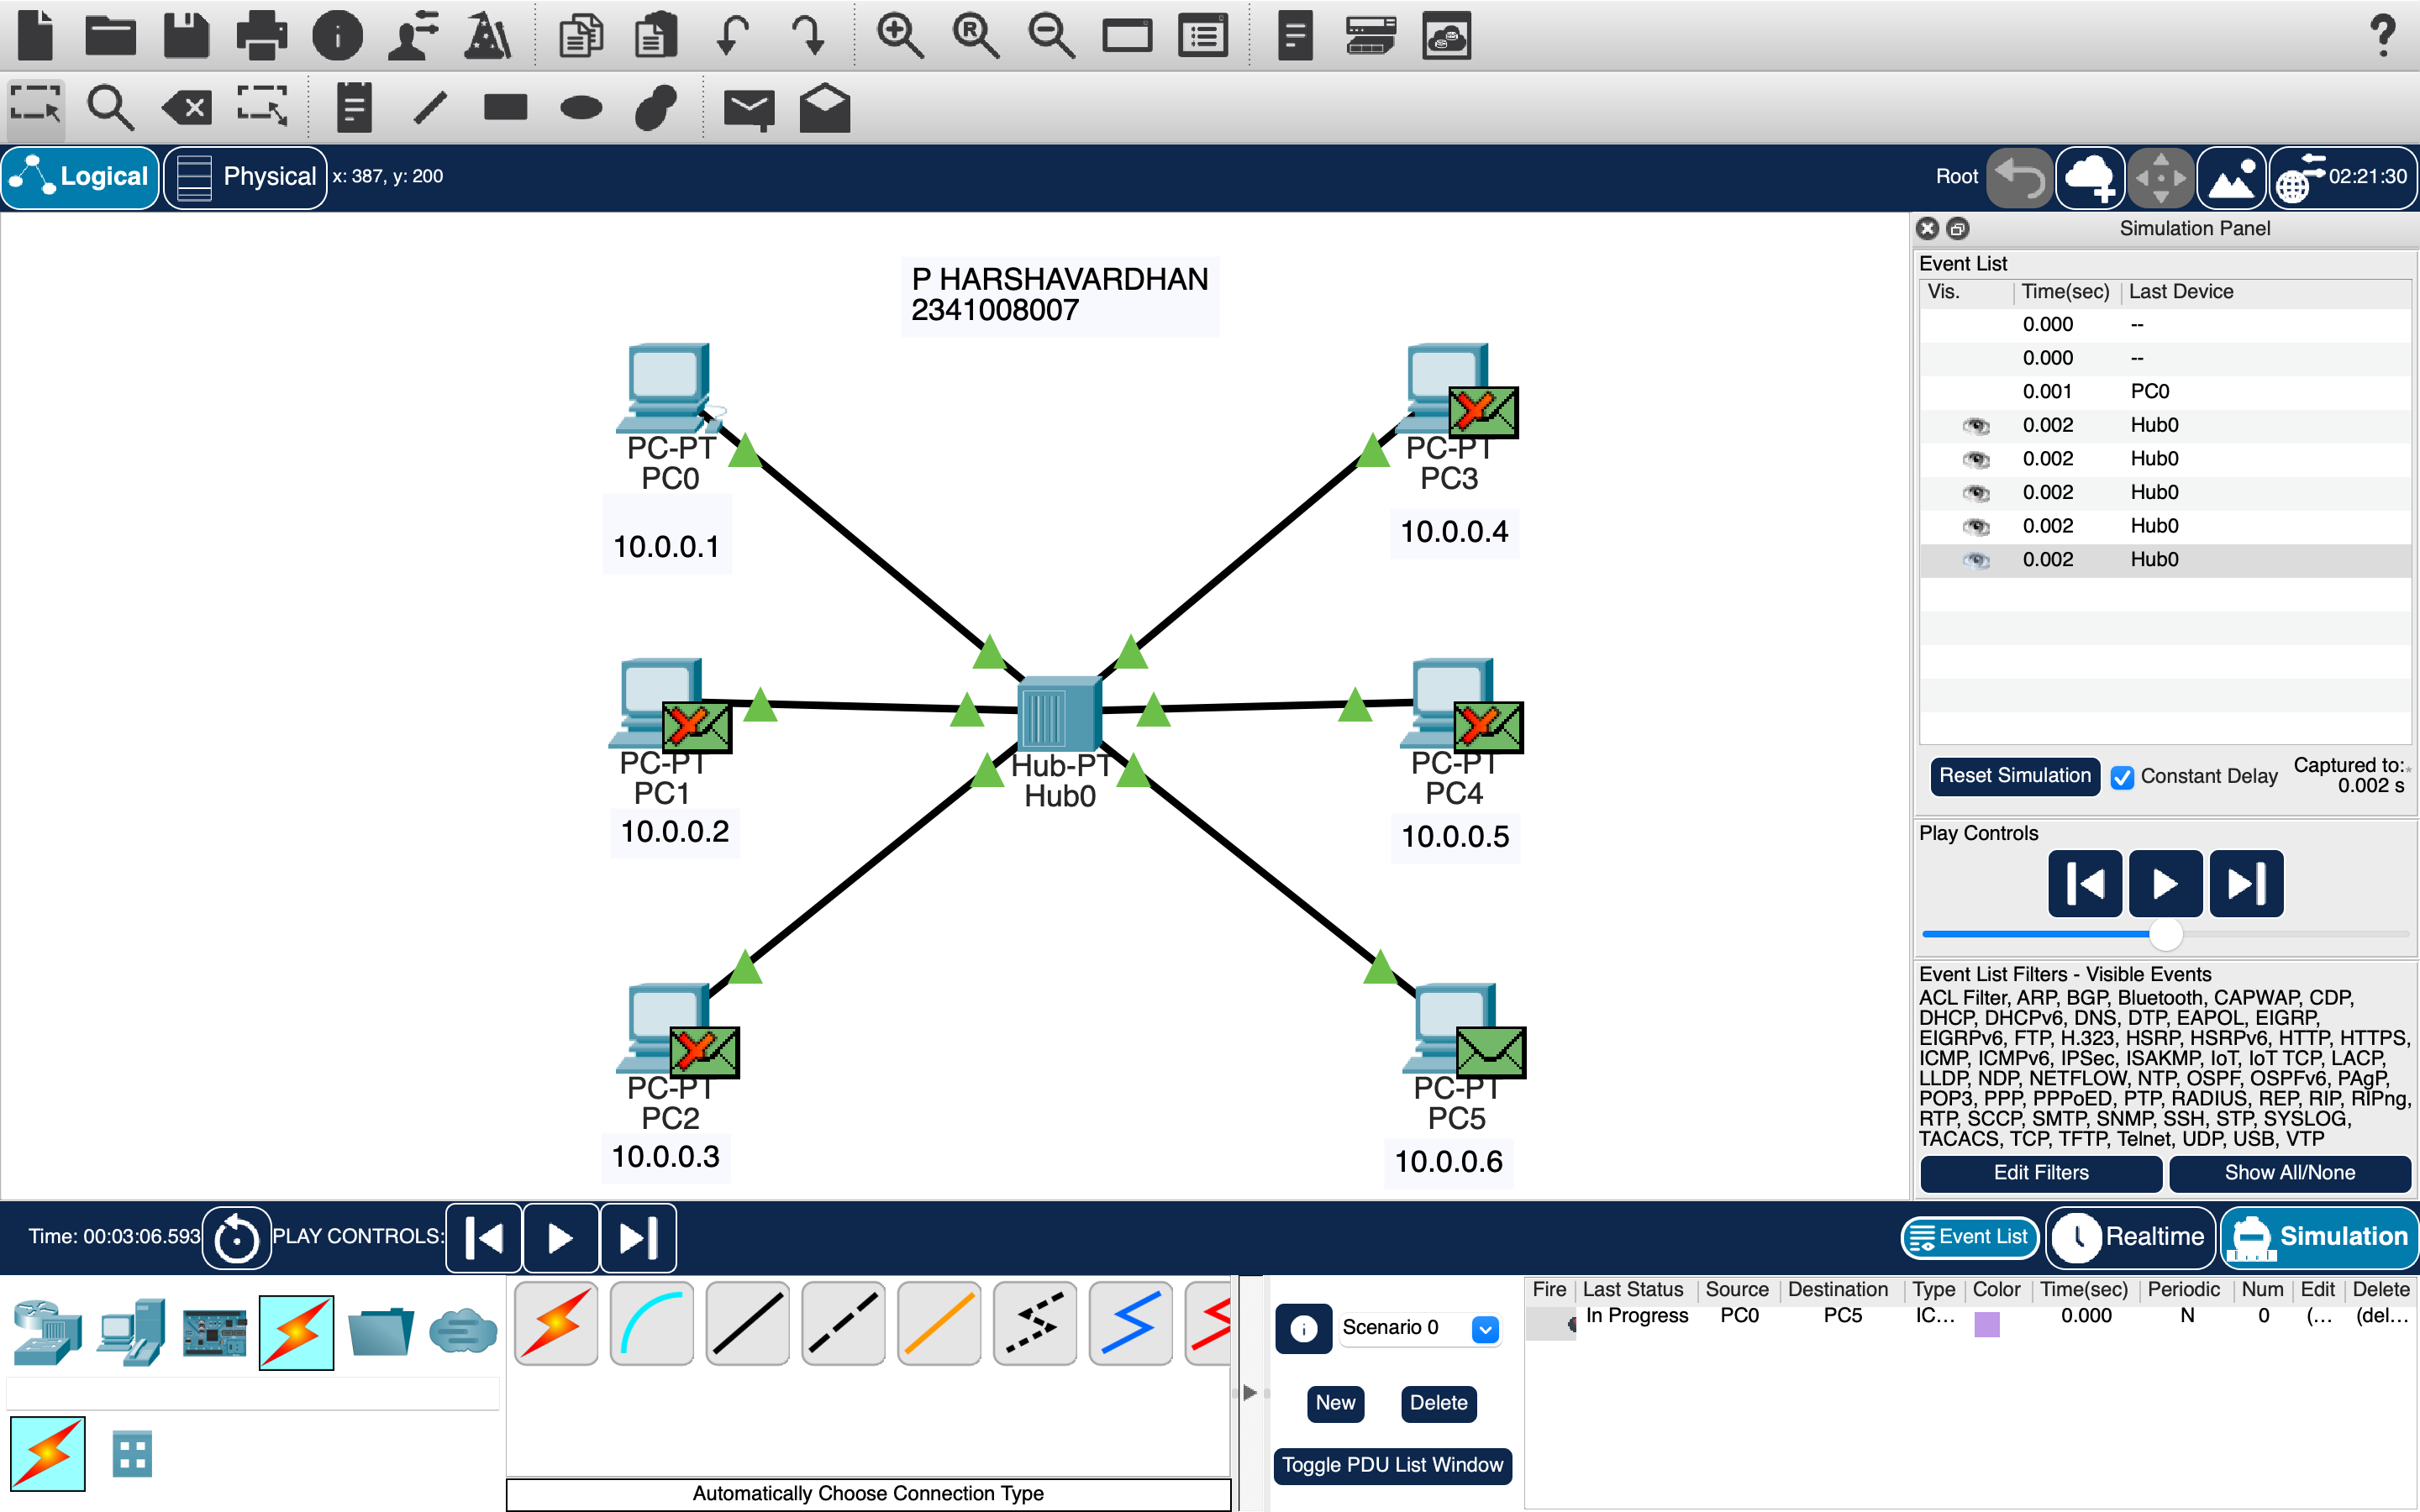 Logical
Physical
x: 387, y: 200
Root
02:21:30
P HARSHAVARDHAN
2341008007
PC-PT
PC0
10.0.0.1
PC-PT
PC3
10.0.0.4
PC-PT
PC1
10.0.0.2
Hub-PT
Hub0
PC-PT
PC4
10.0.0.5
PC-PT
PC2
10.0.0.3
PC-PT
PC5
10.0.0.6
Simulation Panel
Event List
Vis. Time(sec) Last Device
0.000 --
0.000 --
0.001 PC0
0.002 Hub0
0.002 Hub0
0.002 Hub0
0.002 Hub0
0.002 Hub0
Reset Simulation
Constant Delay
Captured to:
0.002 s
Play Controls
Event List Filters - Visible Events
ACL Filter, ARP, BGP, Bluetooth, CAPWAP, CDP,
DHCP, DHCPv6, DNS, DTP, EAPOL, EIGRP,
EIGRPv6, FTP, H.323, HSRP, HSRPv6, HTTP, HTTPS,
ICMP, ICMPv6, IPSec, ISAKMP, IoT, IoT TCP, LACP,
LLDP, NDP, NETFLOW, NTP, OSPF, OSPFv6, PAgP,
POP3, PPP, PPPoED, PTP, RADIUS, REP, RIP, RIPng,
RTP, SCCP, SMTP, SNMP, SSH, STP, SYSLOG,
TACACS, TCP, TFTP, Telnet, UDP, USB, VTP
Edit Filters
Show All/None
Time: 00:03:06.593
PLAY CONTROLS:
Event List
Realtime
Simulation
Automatically Choose Connection Type
Scenario 0
New
Delete
Toggle PDU List Window
Fire Last Status Source Destination Type Color Time(sec) Periodic Num Edit Delete
In Progress PC0 PC5 IC... 0.000 N 0 (... (del...